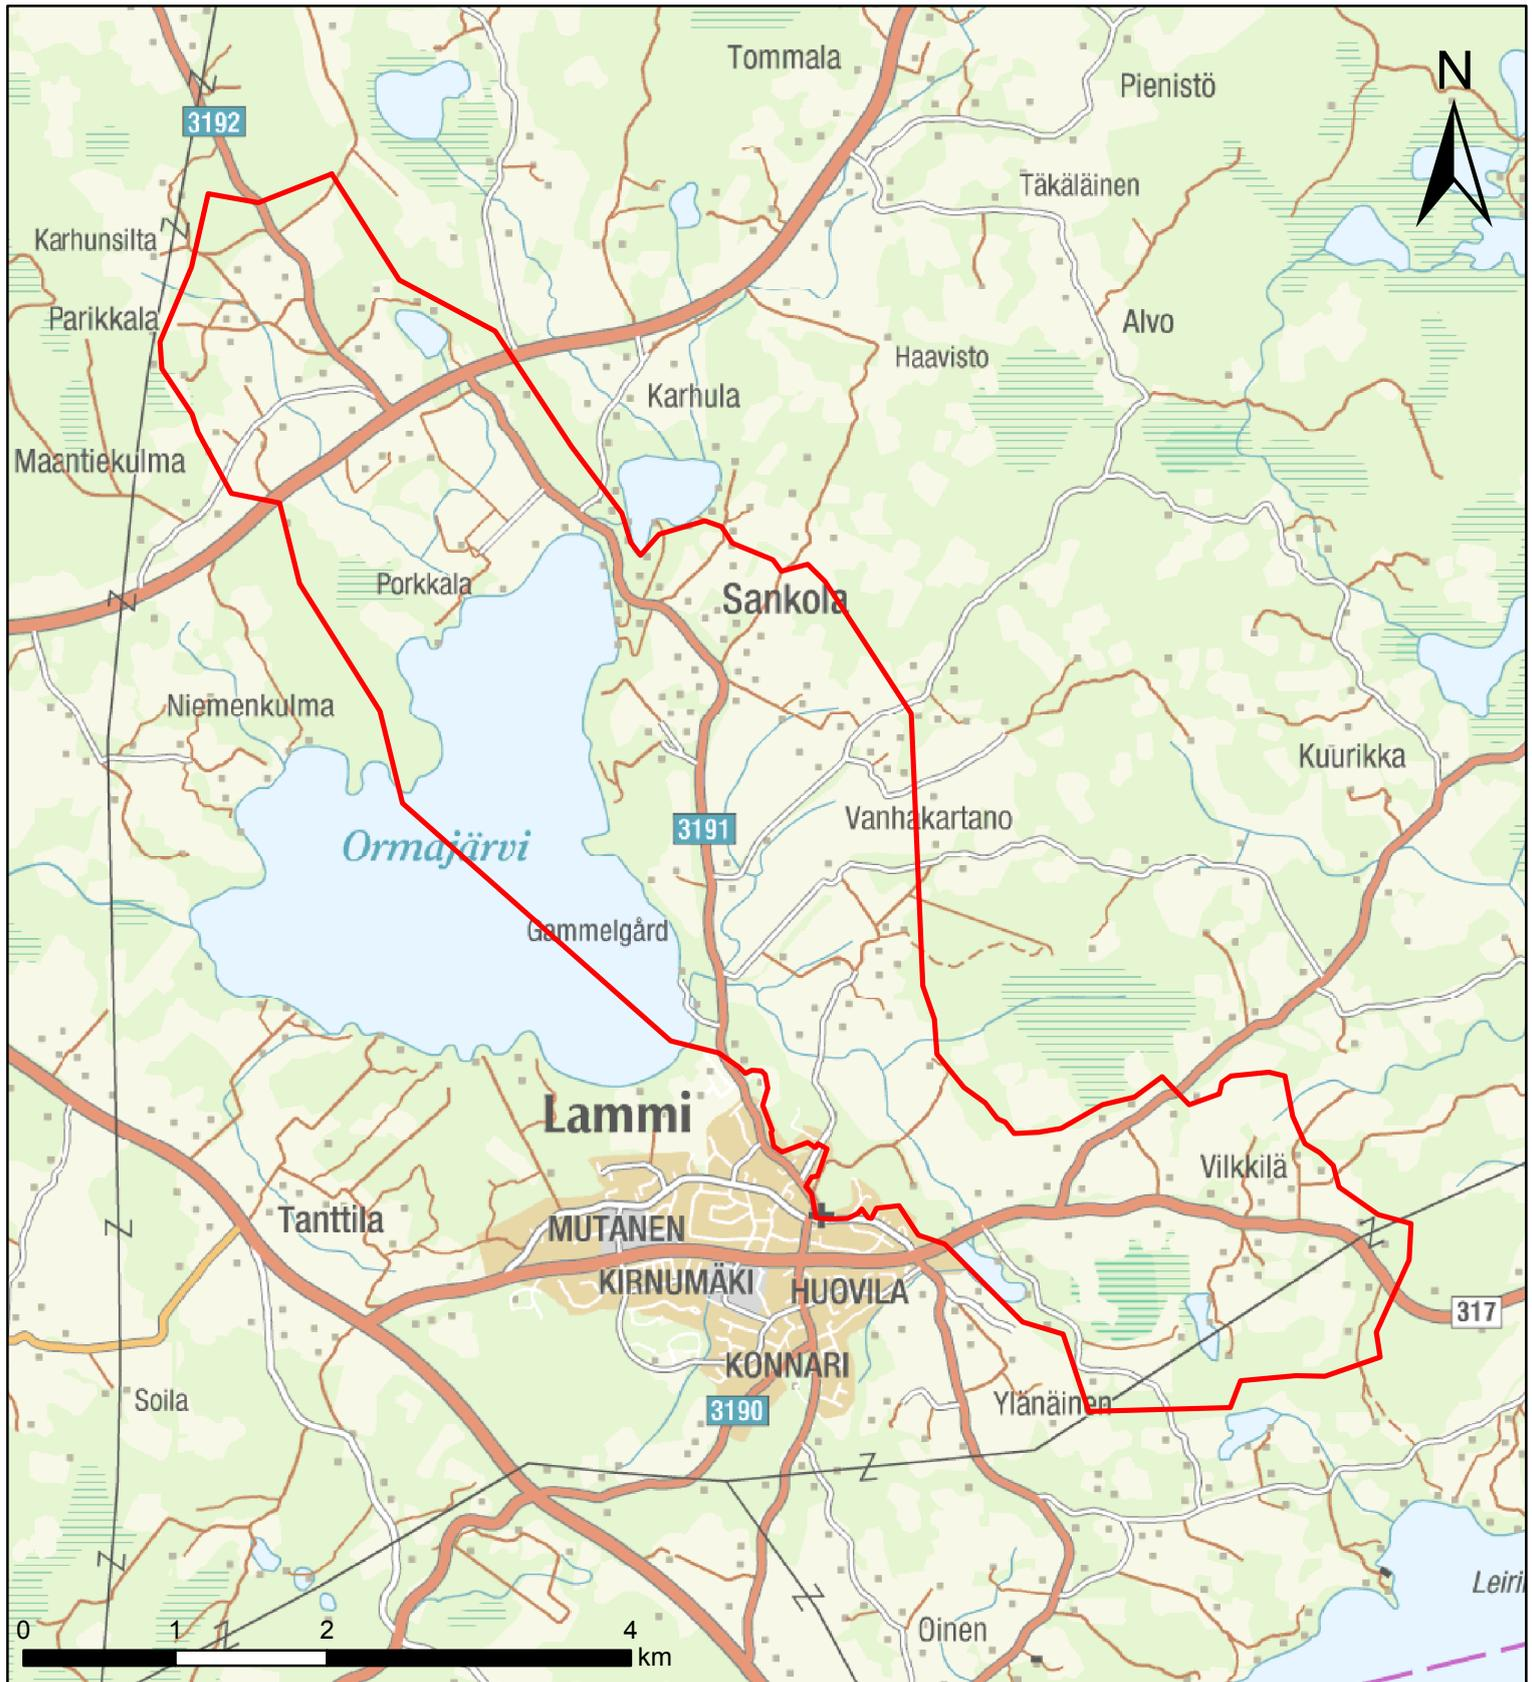 Tommala
N
Pienistö
3192
Täkäläinen
Karhunsilta
Parikkala
Alvo
Haavisto
Karhula
Maantiekulma
Porkkala
Sankola
Niemenkulma
Kuurikka
Vanhakartano
3191
Ormajärvi
Gammelgård
Lammi
Vilkkilä
Tanttila
MUTANEN
KIRNUMÄKI
HUOVILA
317
KONNARI
Soila
3190
Ylänäinen
Leiri
Oinen
0 1 2 4
km